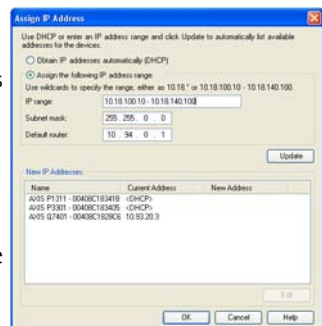 Assign IP Address
Use DHCP or enter an IP address range and click Update to automatically list available
addresses for the devices.
Obtain IP addresses automatically (DHCP)
Assign the following IP address range:
Use wildcards to specify the range, either as 10.18.* or 10.18.100.10 - 10.18.140.100.
IP range: 10.18.100.10 - 10.18.140.100
Subnet mask: 255 . 255 . 0 . 0
Default router: 10 . 94 . 0 . 1
Update
New IP Addresses
Name Current Address New Address
AXIS P1311 - 00408C18341B <DHCP>
AXIS P3301 - 00408C183405 <DHCP>
AXIS Q7401 - 00408C1828C6 10.93.20.3
Edit
OK Cancel Help